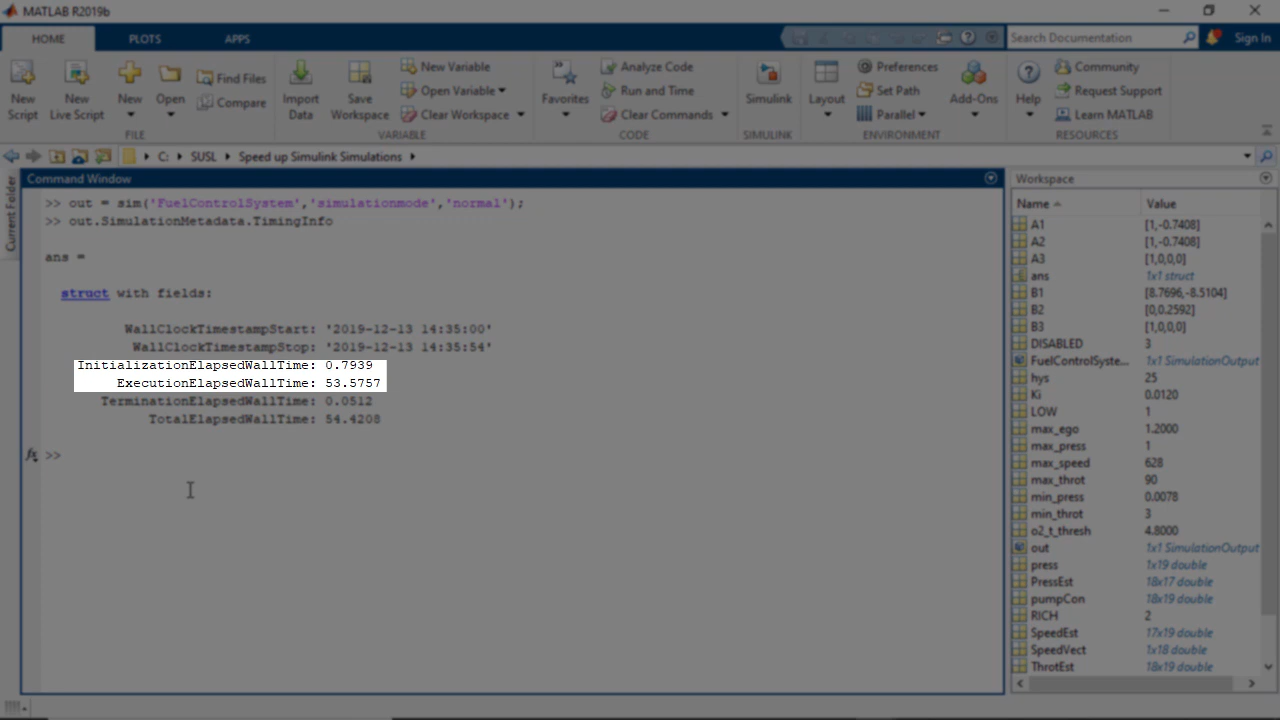 MATLAB R2019b
HOME PLOTS APPS
Search Documentation
Sign In
New Script
New Live Script
New
Open
Find Files
Compare
FILE
Import Data
Save Workspace
New Variable
Open Variable
Clear Workspace
VARIABLE
Favorites
Analyze Code
Run and Time
Clear Commands
CODE
Simulink
SIMULINK
Layout
Preferences
Set Path
Parallel
Add-Ons
ENVIRONMENT
Help
Community
Request Support
Learn MATLAB
RESOURCES
C: SUSL Speed up Simulink Simulations
Current Folder
Command Window
>> out = sim('FuelControlSystem','simulationmode','normal');
>> out.SimulationMetadata.TimingInfo
ans =
struct with fields:
WallClockTimestampStart: '2019-12-13 14:35:00'
WallClockTimestampStop: '2019-12-13 14:35:54'
InitializationElapsedWallTime: 0.7939
ExecutionElapsedWallTime: 53.5757
TerminationElapsedWallTime: 0.0512
TotalElapsedWallTime: 54.4208
fx >>
Workspace
Name Value
A1 [1,-0.7408]
A2 [1,-0.7408]
A3 [1,0,0,0]
ans 1x1 struct
B1 [8.7696,-8.5104]
B2 [0,0.2592]
B3 [1,0,0,0]
DISABLED 3
FuelControlSyste... 1x1 SimulationOutput
hys 25
Ki 0.0120
LOW 1
max_ego 1.2000
max_press 1
max_speed 628
max_throt 90
min_press 0.0078
min_throt 3
o2_t_thresh 4.8000
out 1x1 SimulationOutput
press 1x19 double
PressEst 18x17 double
pumpCon 18x19 double
RICH 2
SpeedEst 17x19 double
SpeedVect 1x18 double
ThrotEst 18x19 double